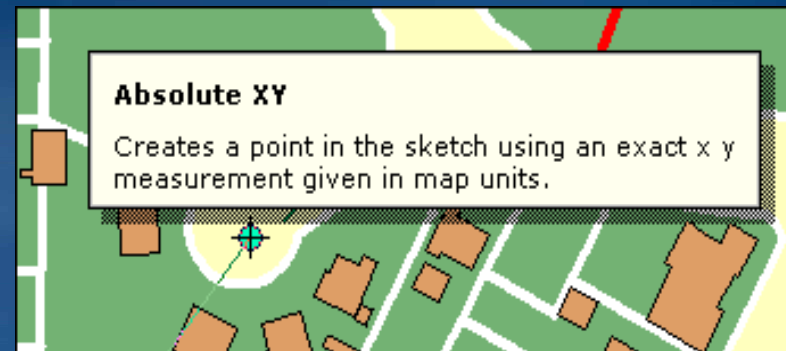 Absolute XY
Creates a point in the sketch using an exact x y
measurement given in map units.